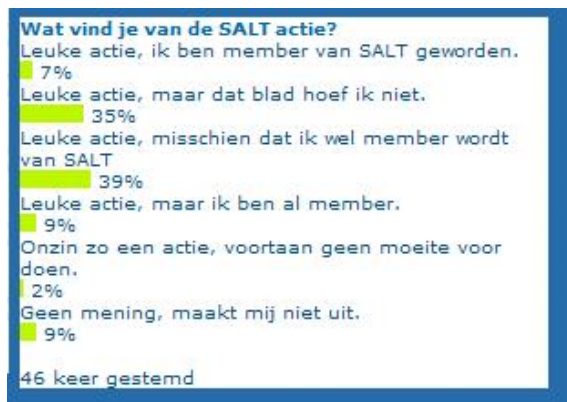 Wat vind je van de SALT actie?
Leuke actie, ik ben member van SALT geworden.
7%
Leuke actie, maar dat blad hoef ik niet.
35%
Leuke actie, misschien dat ik wel member wordt
van SALT
39%
Leuke actie, maar ik ben al member.
9%
Onzin zo een actie, voortaan geen moeite voor
doen.
2%
Geen mening, maakt mij niet uit.
9%
46 keer gestemd